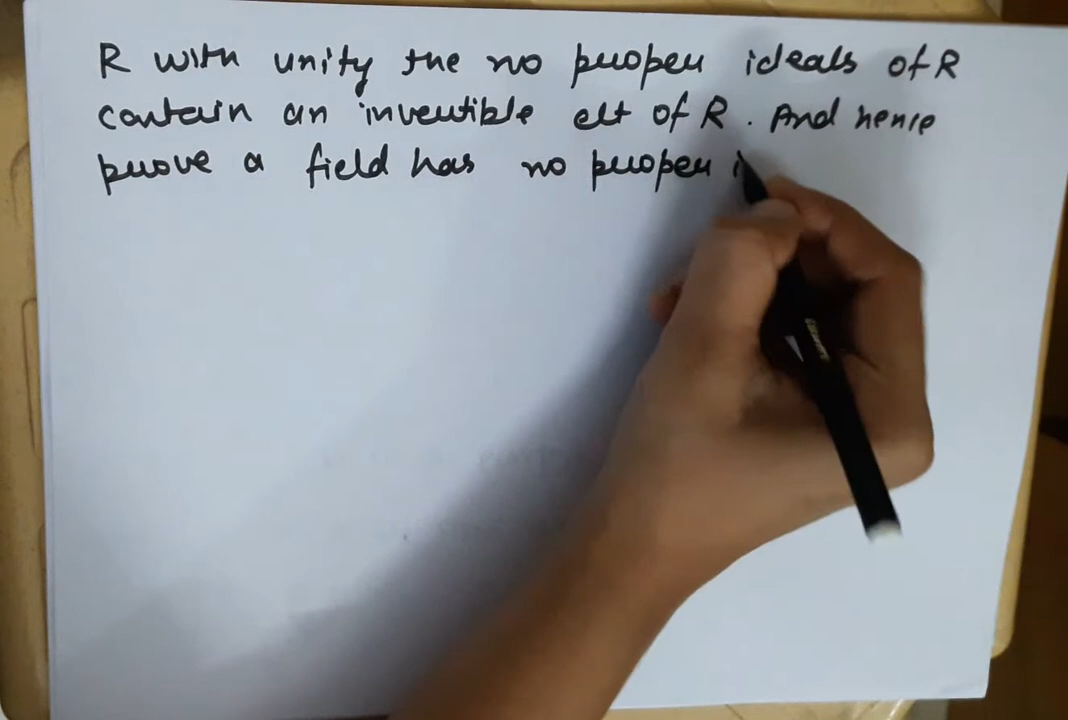 R with unity the no proper ideals of R
contain an invertible elt of R. And hence
prove a field has no proper i